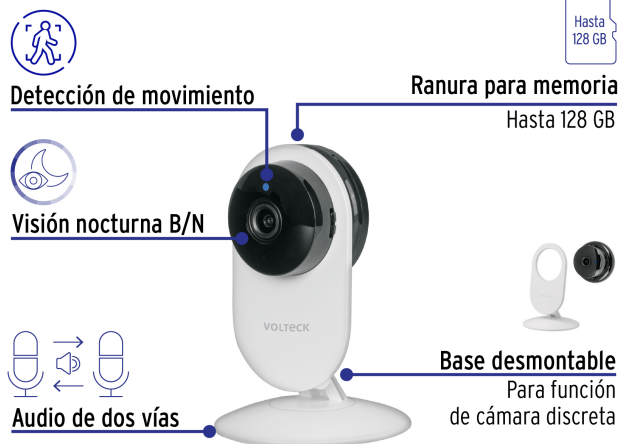 Hasta
128 GB
Detección de movimiento
Ranura para memoria
Hasta 128 GB
Visión nocturna B/N
VOLTECK
Base desmontable
Para función
de cámara discreta
Audio de dos vías